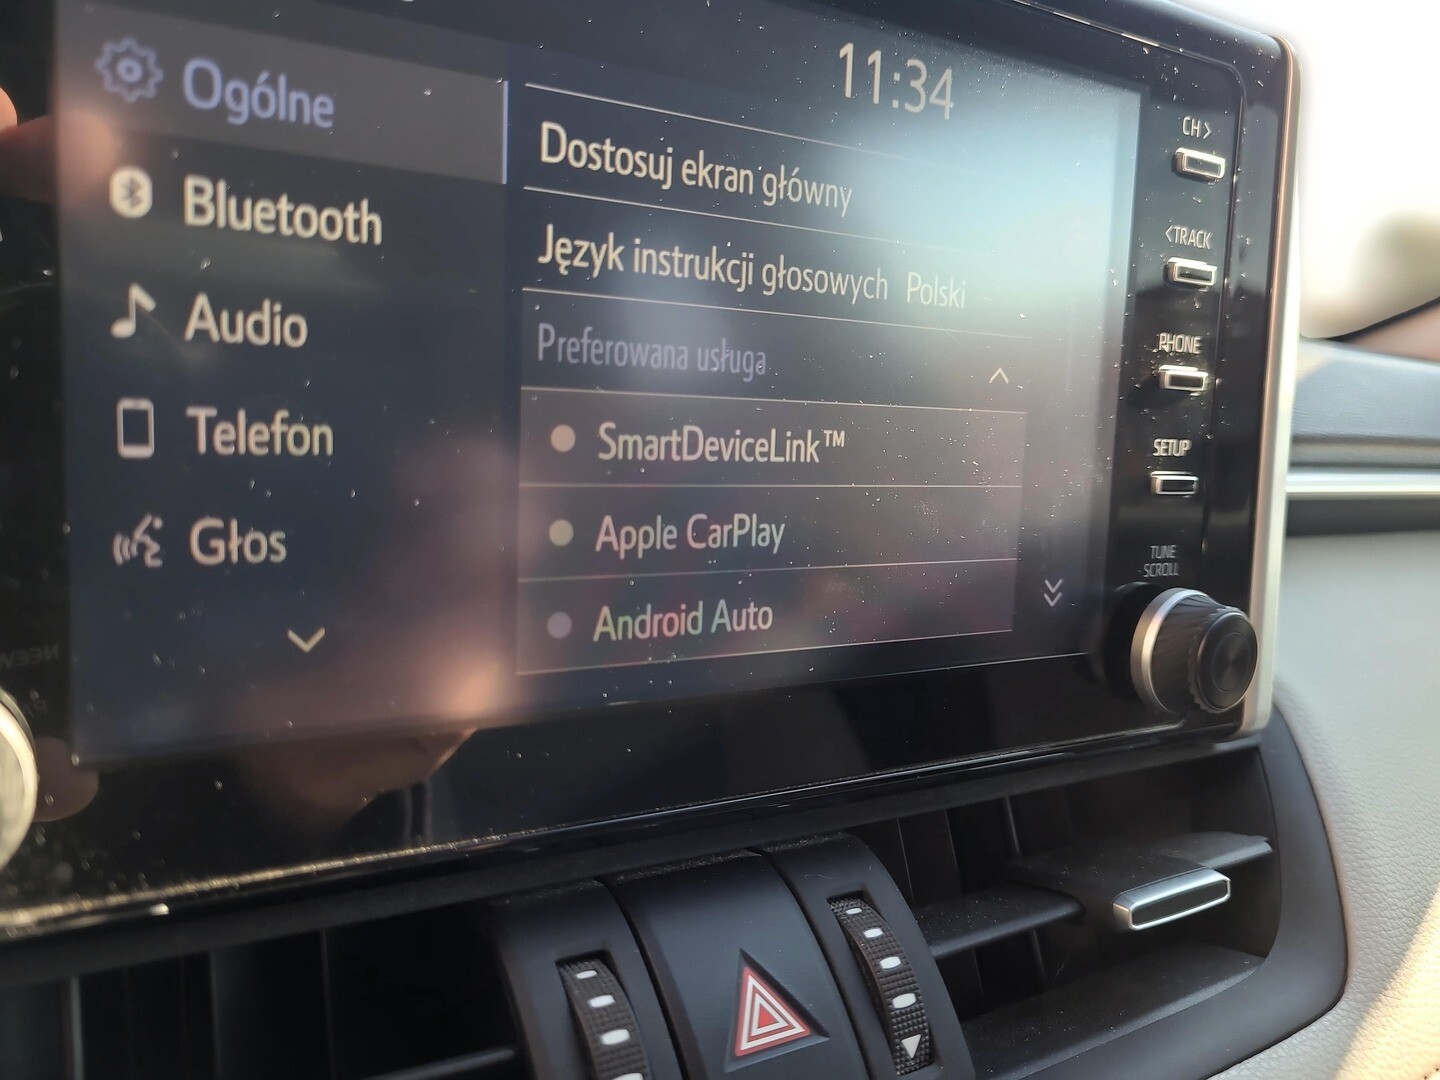 11:34
Ogólne
Bluetooth
Audio
Telefon
Głos
Dostosuj ekran główny
Język instrukcji głosowych Polski
Preferowana usługa
SmartDeviceLink™
Apple CarPlay
Android Auto
CH >
< TRACK
PHONE
SETUP
TUNE
SCROLL